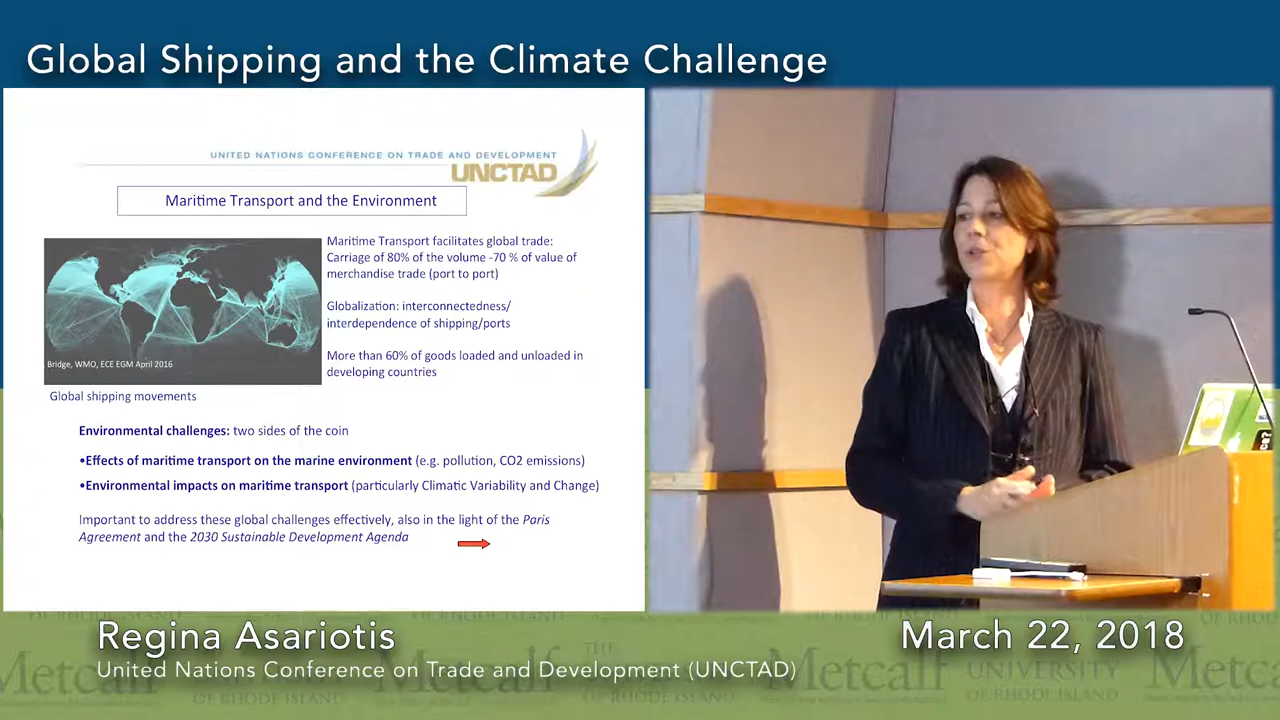 Global Shipping and the Climate Challenge
UNITED NATIONS CONFERENCE ON TRADE AND DEVELOPMENT
UNCTAD
Maritime Transport and the Environment
Maritime Transport facilitates global trade:
Carriage of 80% of the volume -70 % of value of
merchandise trade (port to port)
Globalization: interconnectedness/
interdependence of shipping/ports
More than 60% of goods loaded and unloaded in
developing countries
Bridge, WMO, ECE EGM April 2016
Global shipping movements
Environmental challenges: two sides of the coin
•Effects of maritime transport on the marine environment (e.g. pollution, CO2 emissions)
•Environmental impacts on maritime transport (particularly Climatic Variability and Change)
Important to address these global challenges effectively, also in the light of the Paris
Agreement and the 2030 Sustainable Development Agenda
Regina Asariotis
United Nations Conference on Trade and Development (UNCTAD)
March 22, 2018
THE
Metcalf
UNIVERSITY
OF RHODE ISLAND